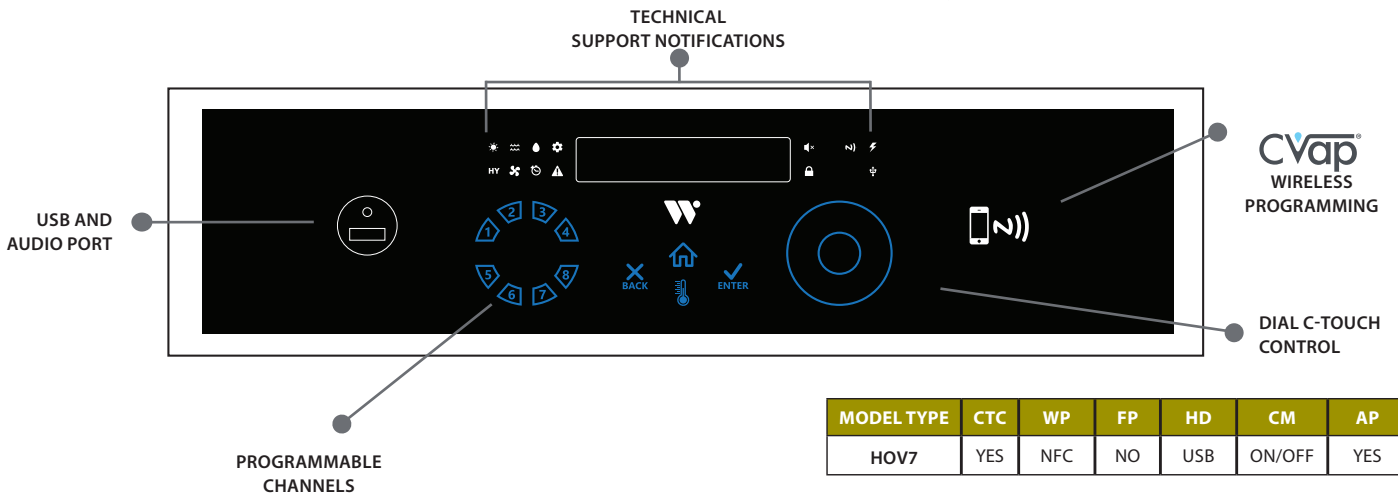 TECHNICAL
SUPPORT NOTIFICATIONS
CVap®
WIRELESS
PROGRAMMING
USB AND
AUDIO PORT
HY
1 2 3 4
5 6 7 8
BACK
ENTER
DIAL C-TOUCH
CONTROL
PROGRAMMABLE
CHANNELS
MODEL TYPE CTC WP FP HD CM AP
HOV7 YES NFC NO USB ON/OFF YES